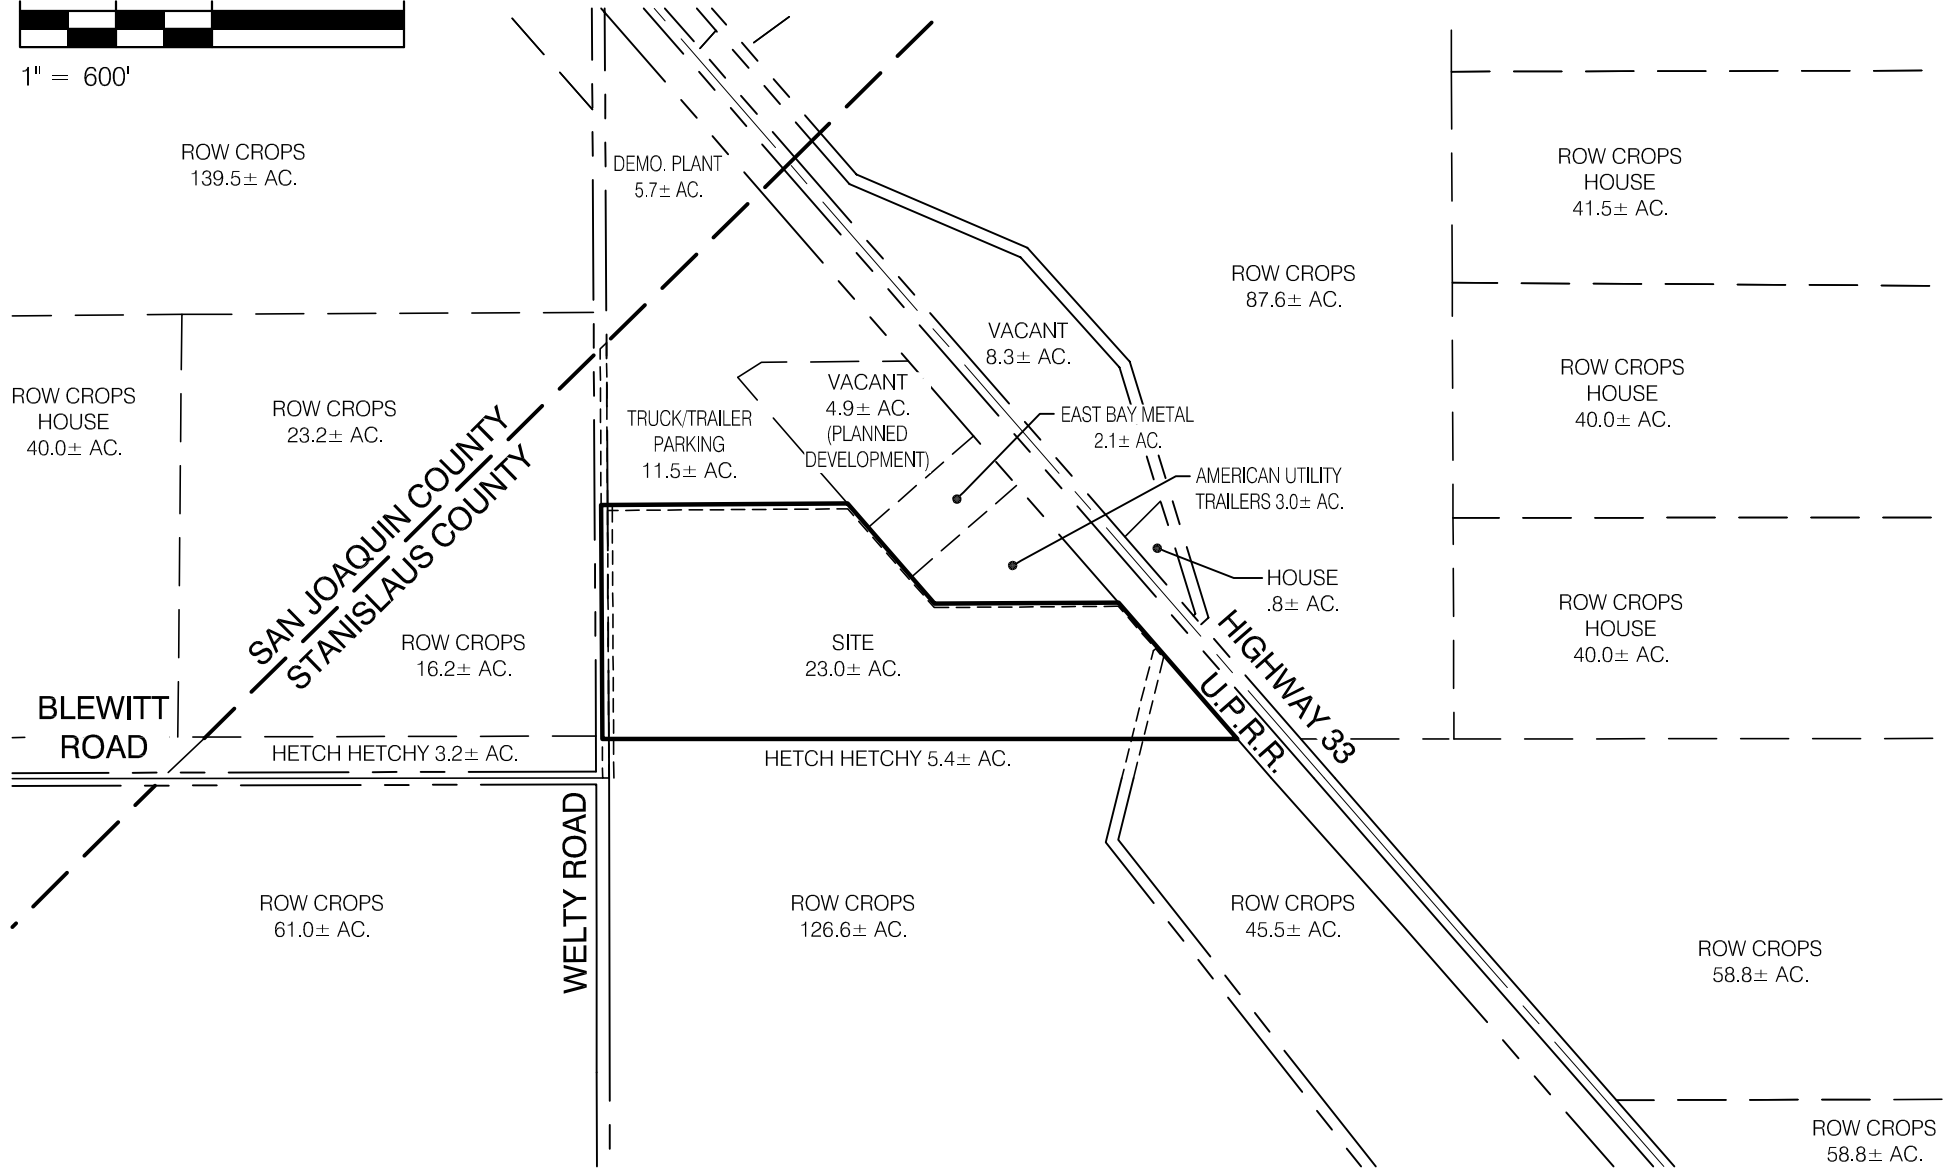 1" = 600'
ROW CROPS
139.5± AC.
DEMO. PLANT
5.7± AC.
ROW CROPS
HOUSE
41.5± AC.
ROW CROPS
87.6± AC.
VACANT
8.3± AC.
ROW CROPS
HOUSE
40.0± AC.
ROW CROPS
23.2± AC.
TRUCK/TRAILER
PARKING
11.5± AC.
VACANT
4.9± AC.
(PLANNED
DEVELOPMENT)
EAST BAY METAL
2.1± AC.
AMERICAN UTILITY
TRAILERS 3.0± AC.
ROW CROPS
HOUSE
40.0± AC.
SAN JOAQUIN COUNTY
STANISLAUS COUNTY
HOUSE
.8± AC.
ROW CROPS
HOUSE
40.0± AC.
ROW CROPS
16.2± AC.
SITE
23.0± AC.
HIGHWAY 33
U.P.R.R.
BLEWITT
ROAD
HETCH HETCHY 3.2± AC.
HETCH HETCHY 5.4± AC.
WELTY ROAD
ROW CROPS
61.0± AC.
ROW CROPS
126.6± AC.
ROW CROPS
45.5± AC.
ROW CROPS
58.8± AC.
ROW CROPS
58.8± AC.